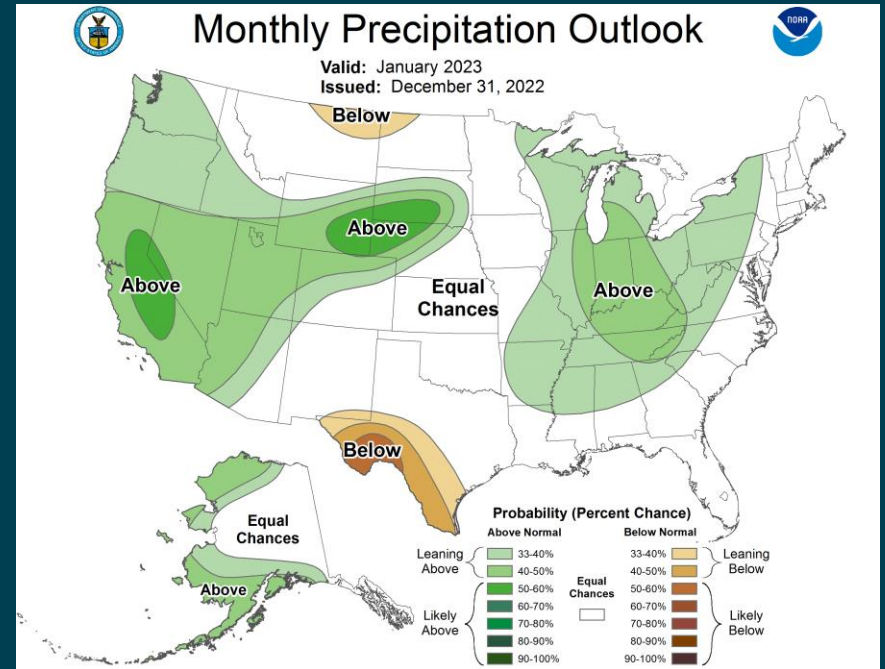 Monthly Precipitation Outlook
NOAA
Valid: January 2023
Issued: December 31, 2022
Below
Above
Above
Equal
Chances
Above
Below
Equal
Chances
Above
Probability (Percent Chance)
Above Normal
Below Normal
Leaning
Above
33-40%
40-50%
50-60%
60-70%
70-80%
80-90%
90-100%
Likely
Above
Equal
Chances
33-40%
40-50%
50-60%
60-70%
70-80%
80-90%
90-100%
Leaning
Below
Likely
Below